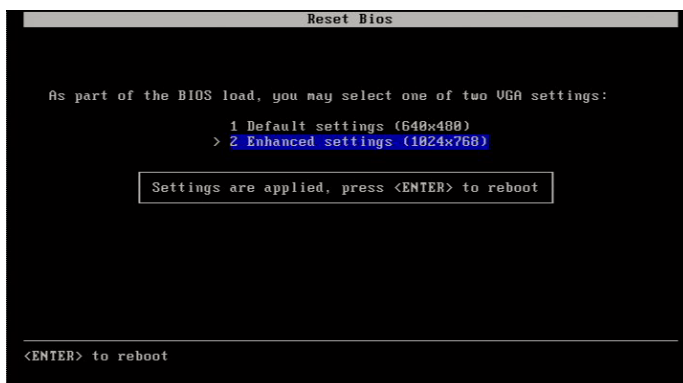 Reset Bios
As part of the BIOS load, you may select one of two VGA settings:
1 Default settings (640x480)
> 2 Enhanced settings (1024x768)
Settings are applied, press <ENTER> to reboot
<ENTER> to reboot